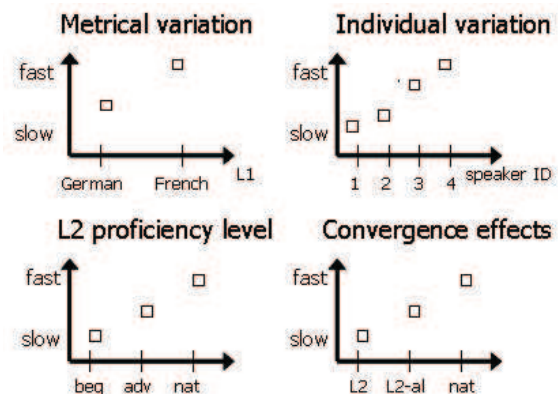 Metrical variation
fast
slow
German French L1
Individual variation
fast
slow
1 2 3 4 speaker ID
L2 proficiency level
fast
slow
beg adv nat
Convergence effects
fast
slow
L2 L2-al nat